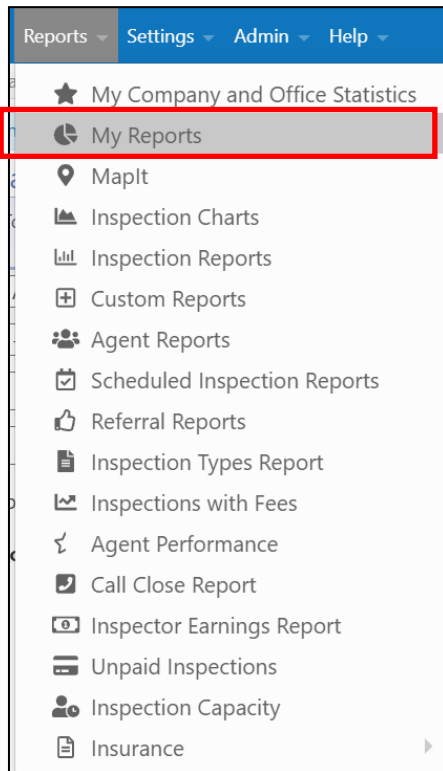 Reports Settings Admin Help
My Company and Office Statistics
My Reports
MapIt
Inspection Charts
Inspection Reports
Custom Reports
Agent Reports
Scheduled Inspection Reports
Referral Reports
Inspection Types Report
Inspections with Fees
Agent Performance
Call Close Report
Inspector Earnings Report
Unpaid Inspections
Inspection Capacity
Insurance